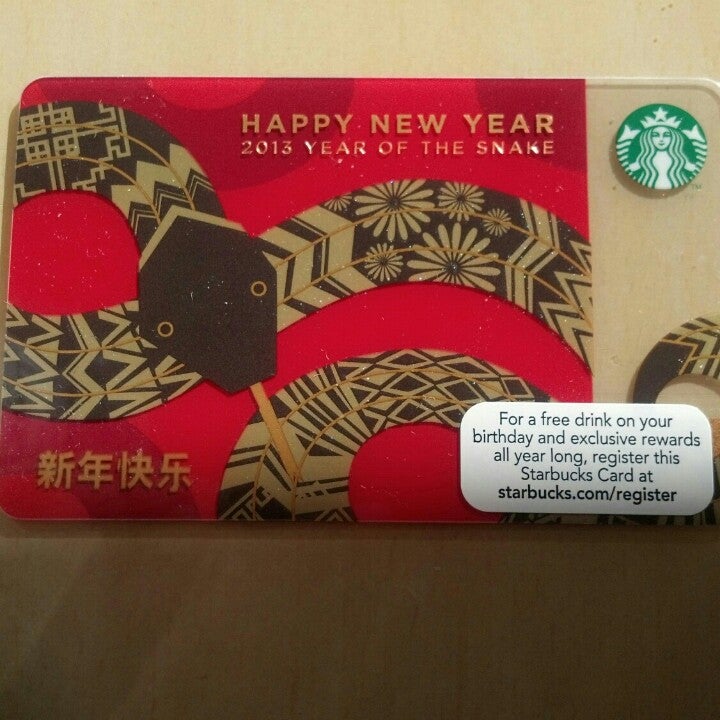 HAPPY NEW YEAR
2013 YEAR OF THE SNAKE
TM
新年快乐
For a free drink on your
birthday and exclusive rewards
all year long, register this
Starbucks Card at
starbucks.com/register